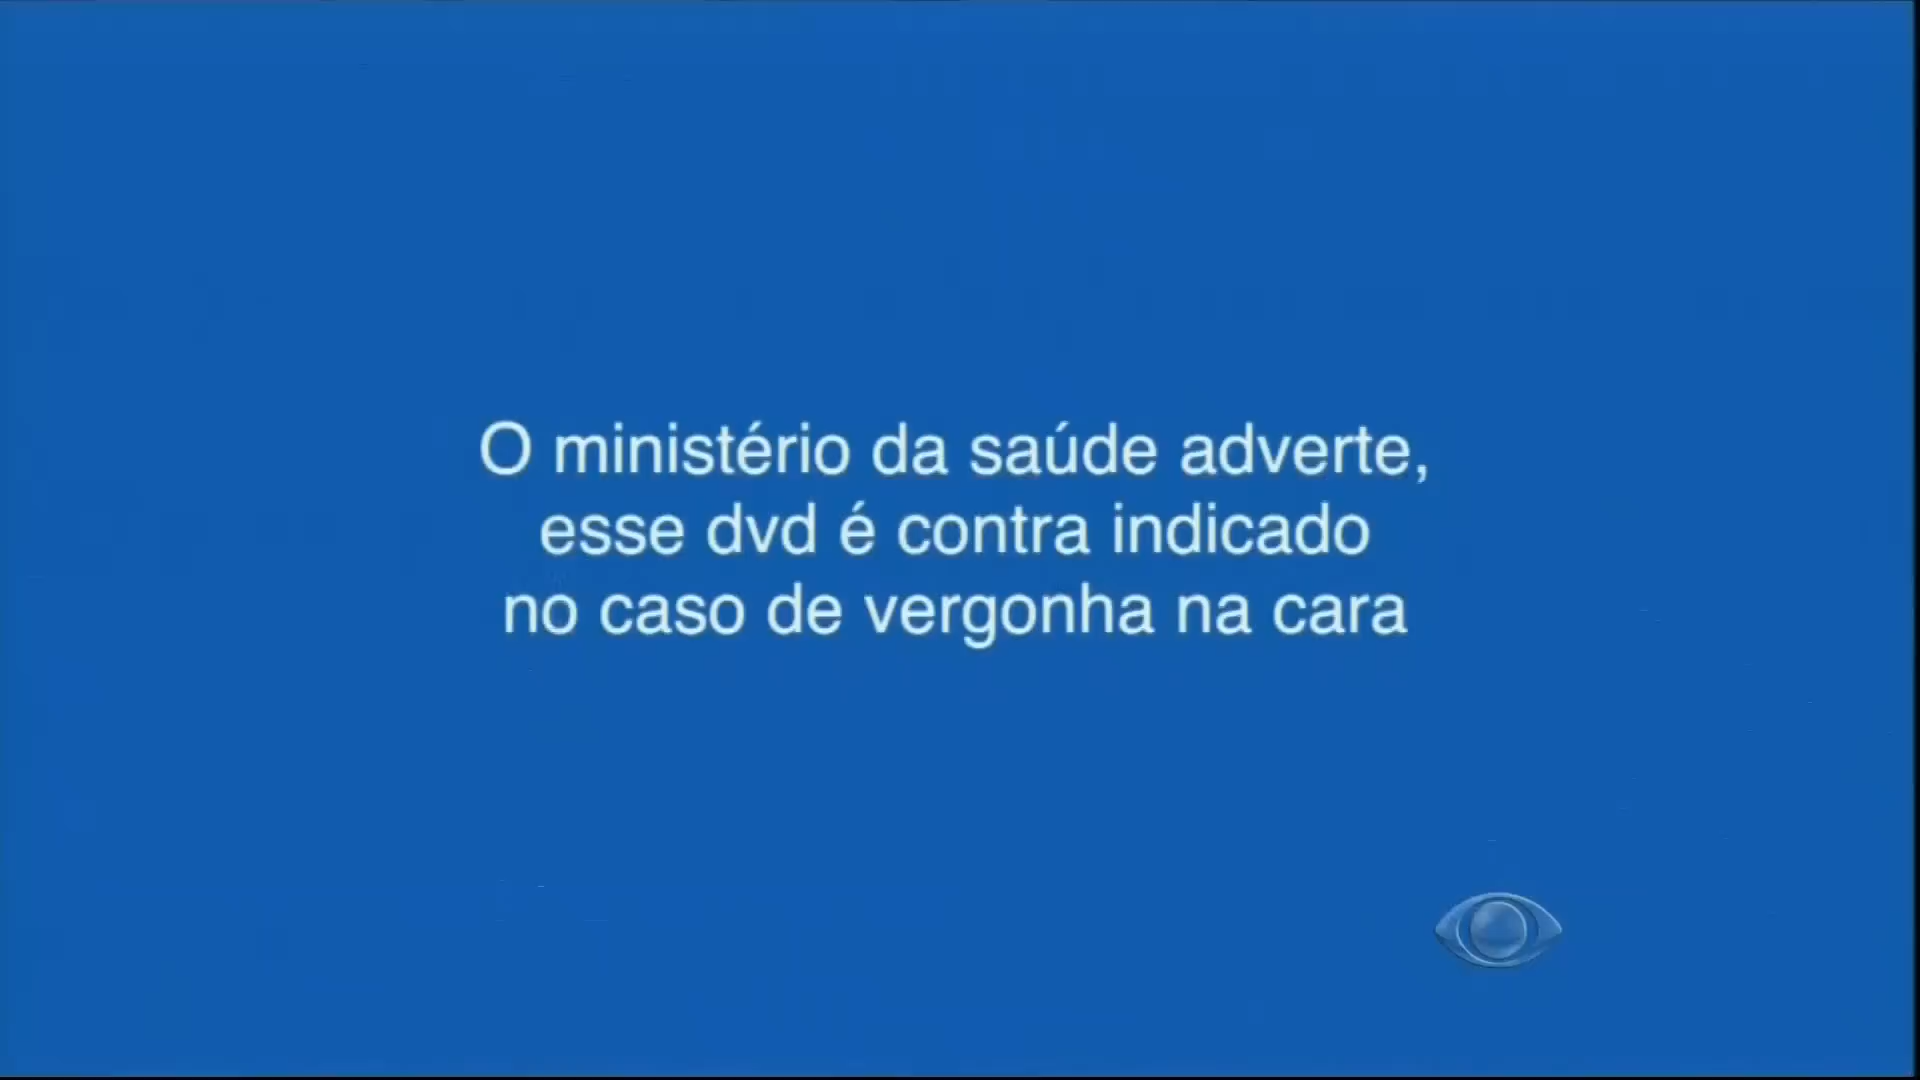 O ministério da saúde adverte,
esse dvd é contra indicado
no caso de vergonha na cara